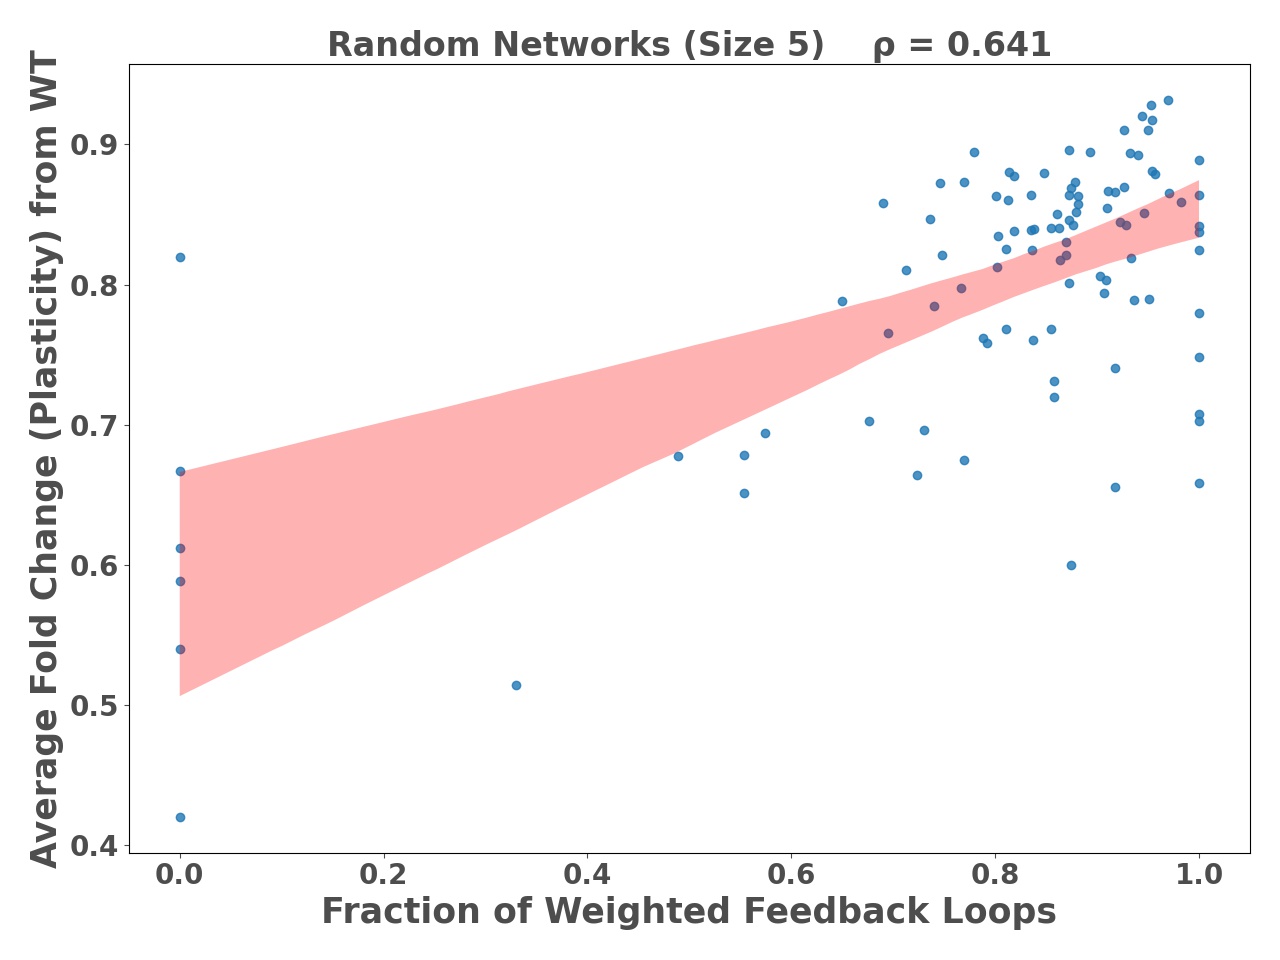 Random Networks (Size 5)    ρ = 0.641
Average Fold Change (Plasticity) from WT
0.9
0.8
0.7
0.6
0.5
0.4
0.0 0.2 0.4 0.6 0.8 1.0
Fraction of Weighted Feedback Loops